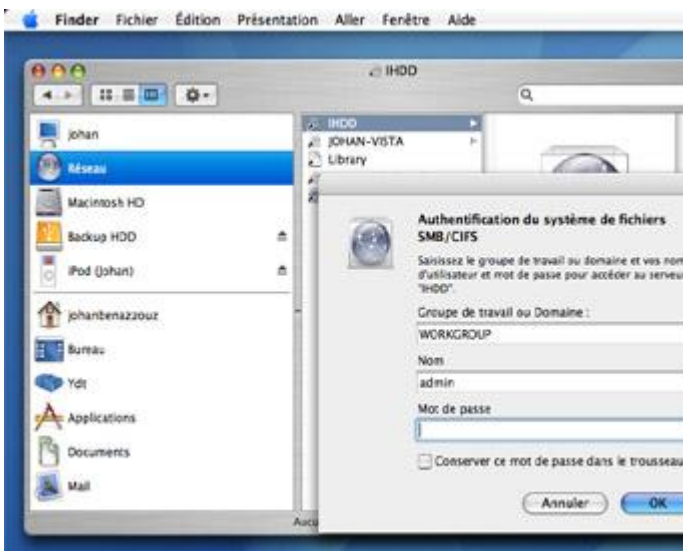 Finder Fichier Édition Présentation Aller Fenêtre Aide
IHDD
johan
Réseau
Macintosh HD
Backup HDD
iPod (Johan)
johanbenazzouz
Bureau
Ydt
Applications
Documents
Mail
IHDD
JOHAN-VISTA
Library
Authentification du système de fichiers
SMB/CIFS
Saisissez le groupe de travail ou domaine et vos nom
d'utilisateur et mot de passe pour accéder au serveu
"IHDD".
Groupe de travail ou Domaine :
WORKGROUP
Nom
admin
Mot de passe
Conserver ce mot de passe dans le trousseau
Annuler OK
Aucu